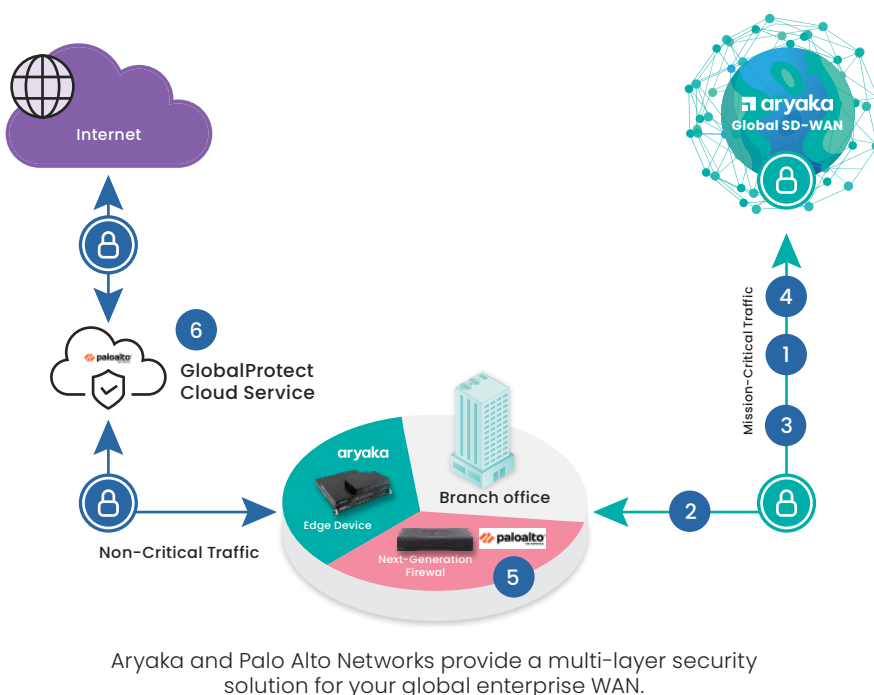 Internet
aryaka
Global SD-WAN
Mission-Critical Traffic
4
1
3
2
6
paloalto
GlobalProtect
Cloud Service
aryaka
Edge Device
Branch office
paloalto
Next-Generation
Firewal
5
Non-Critical Traffic
Aryaka and Palo Alto Networks provide a multi-layer security
solution for your global enterprise WAN.